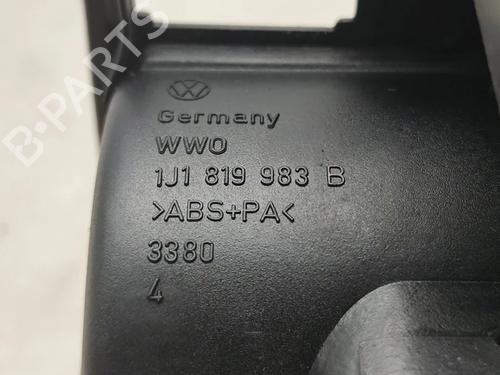 B-PARTS
Germany
WWO
1J1 819 983 B
>ABS+PA<
3380
4